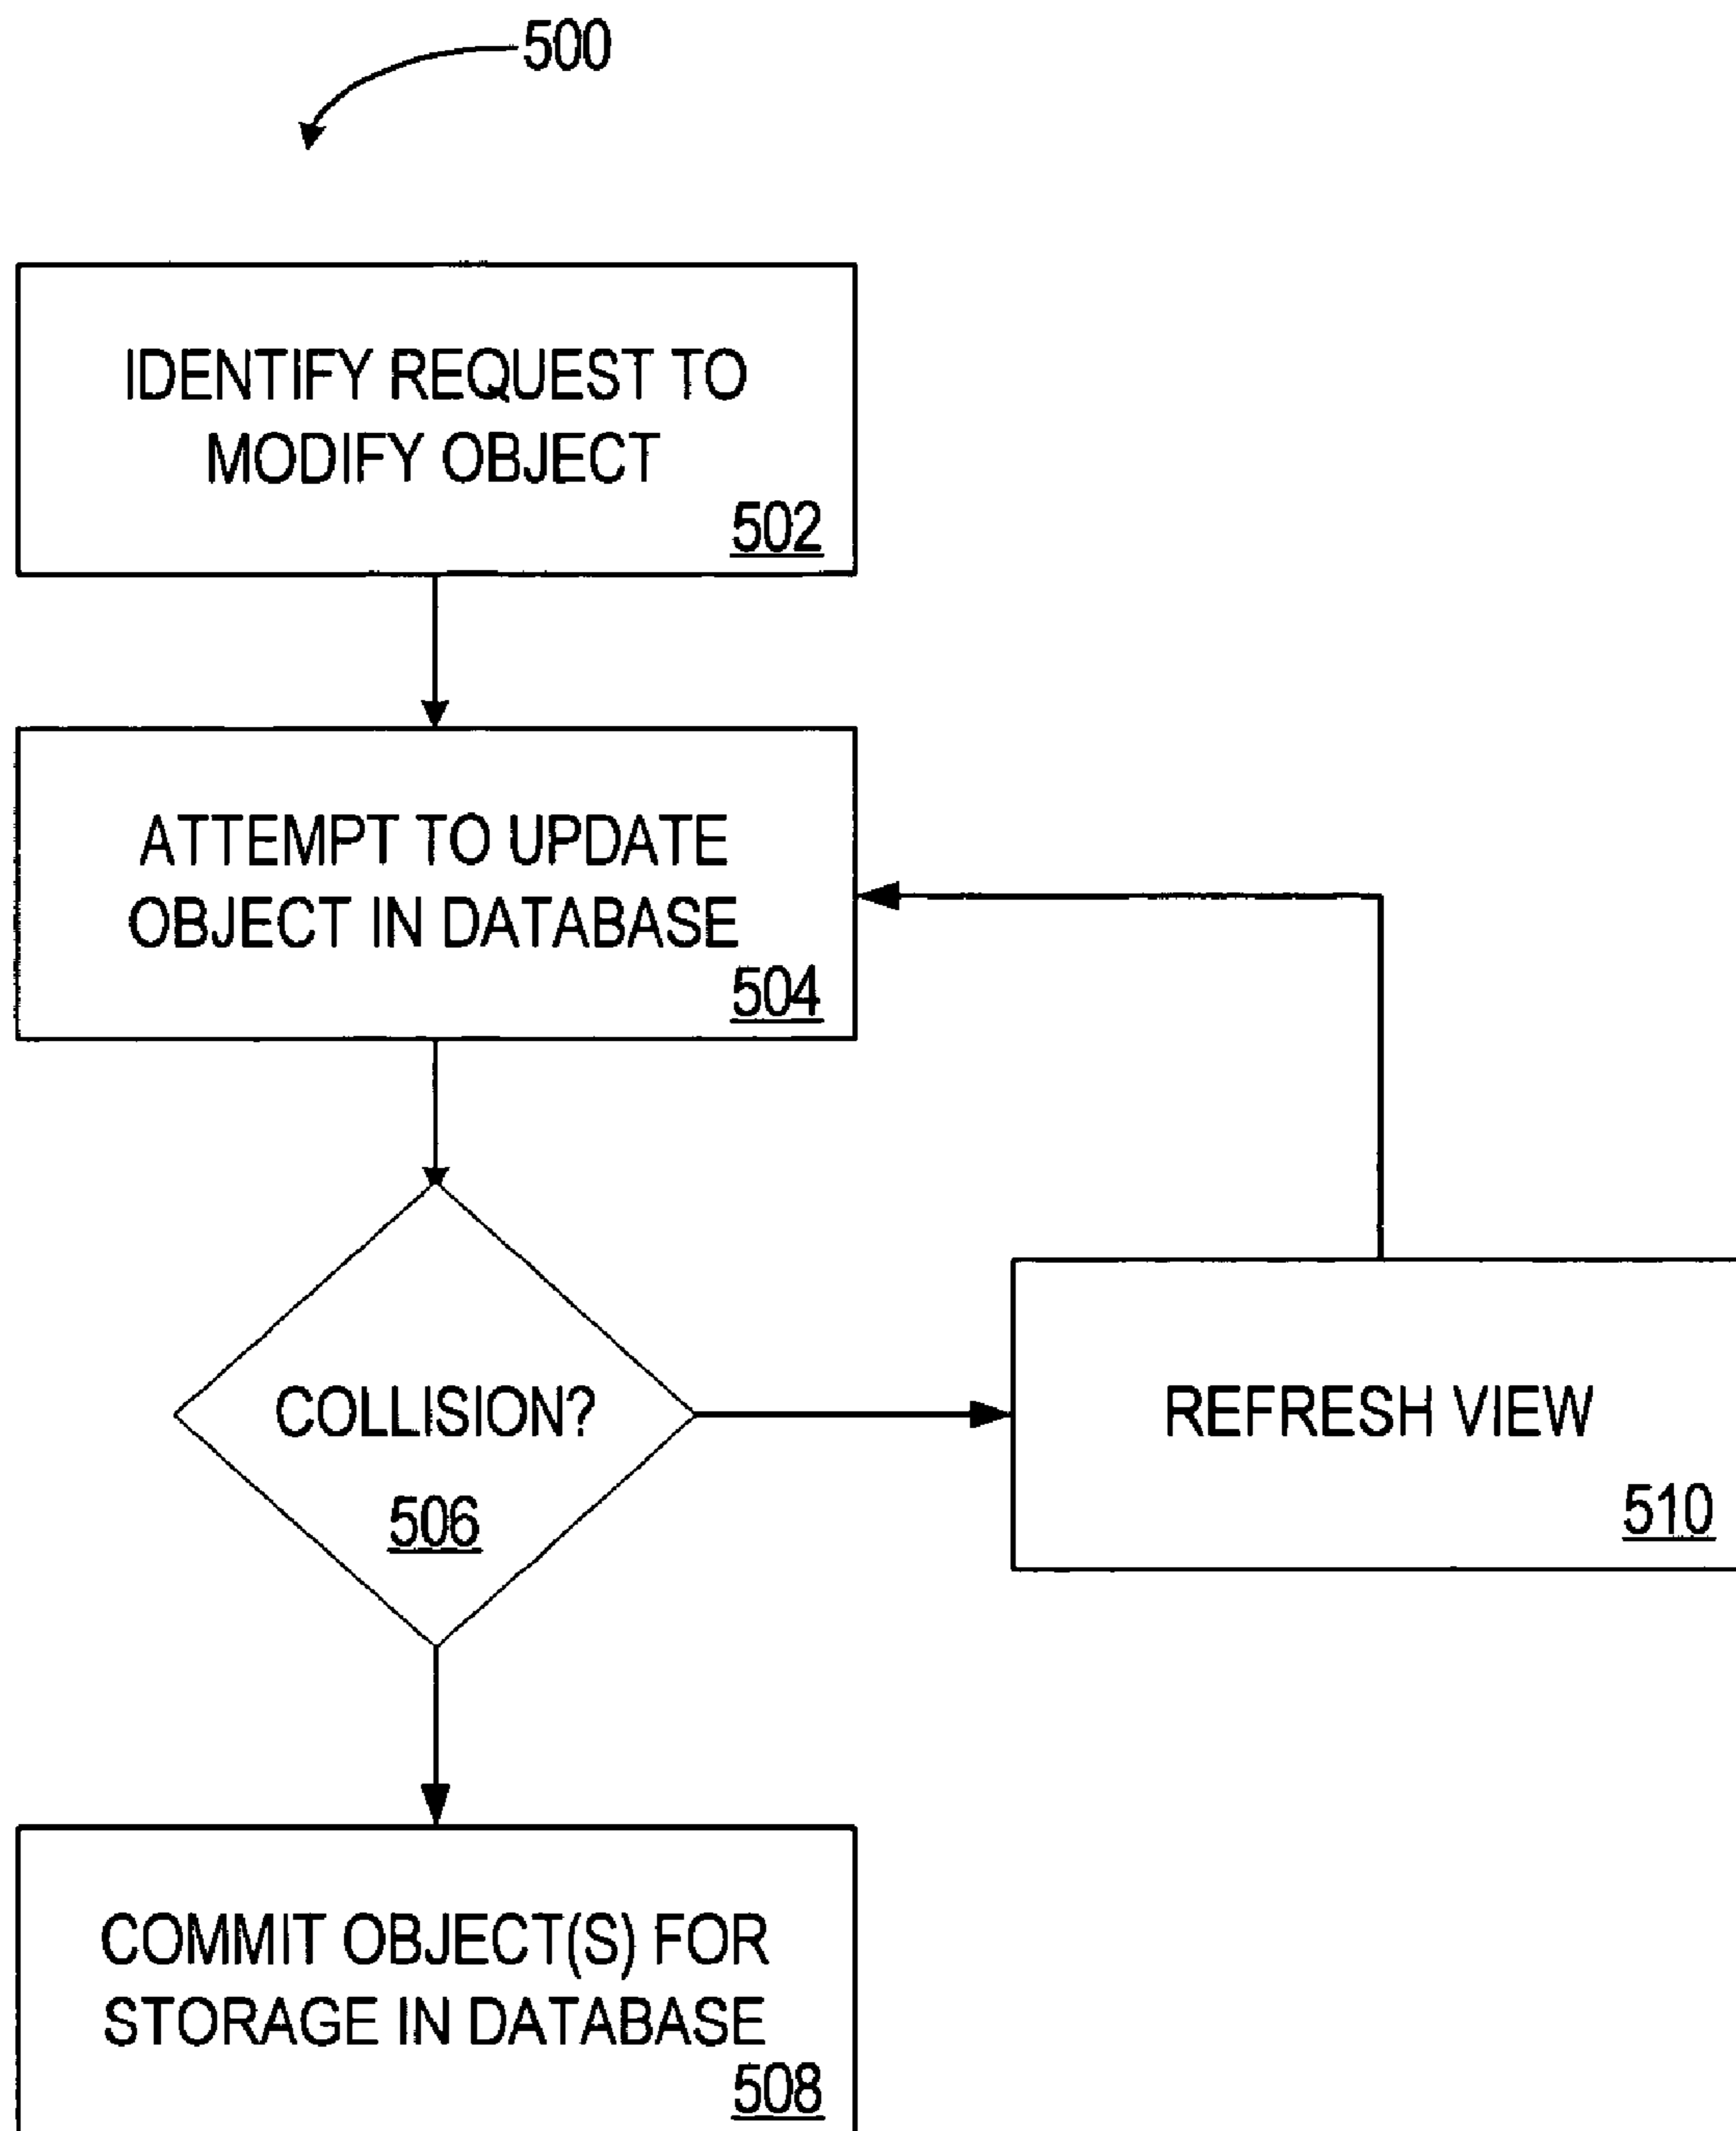 500
IDENTIFY REQUEST TO
MODIFY OBJECT
502
ATTEMPT TO UPDATE
OBJECT IN DATABASE
504
COLLISION?
506
REFRESH VIEW
510
COMMIT OBJECT(S) FOR
STORAGE IN DATABASE
508